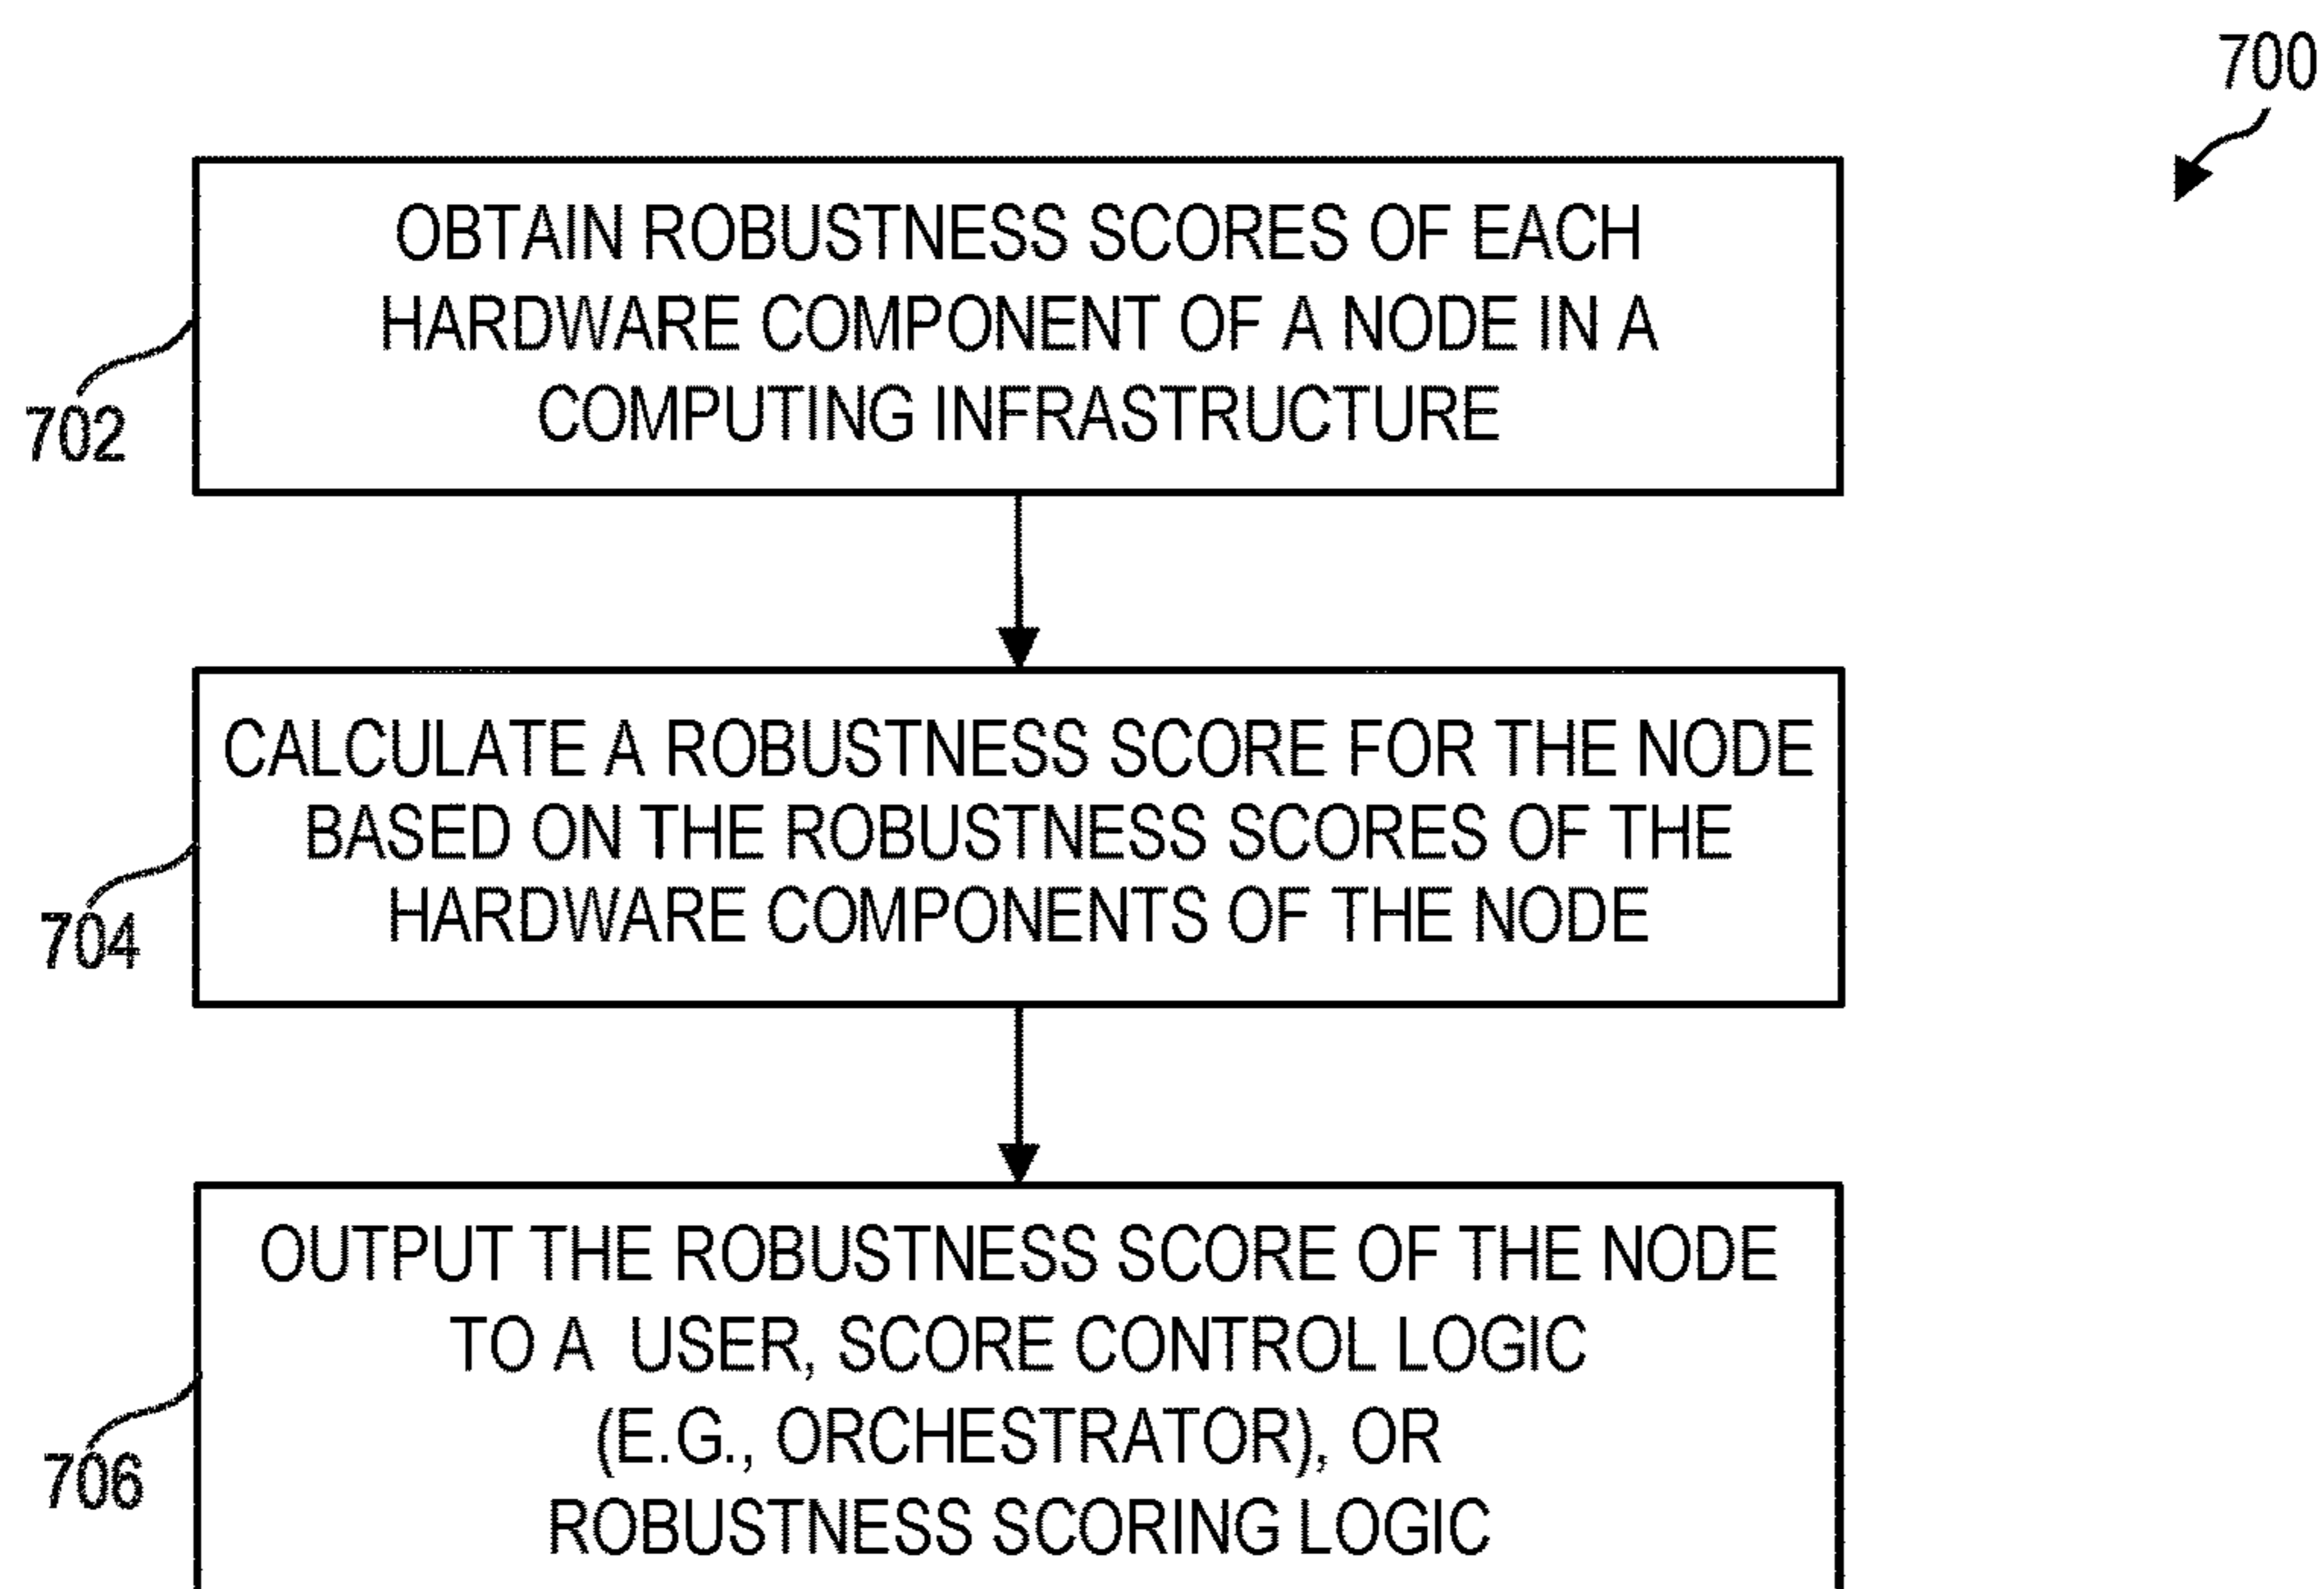 700
OBTAIN ROBUSTNESS SCORES OF EACH
HARDWARE COMPONENT OF A NODE IN A
COMPUTING INFRASTRUCTURE
702
CALCULATE A ROBUSTNESS SCORE FOR THE NODE
BASED ON THE ROBUSTNESS SCORES OF THE
HARDWARE COMPONENTS OF THE NODE
704
OUTPUT THE ROBUSTNESS SCORE OF THE NODE
TO A USER, SCORE CONTROL LOGIC
(E.G., ORCHESTRATOR), OR
ROBUSTNESS SCORING LOGIC
706